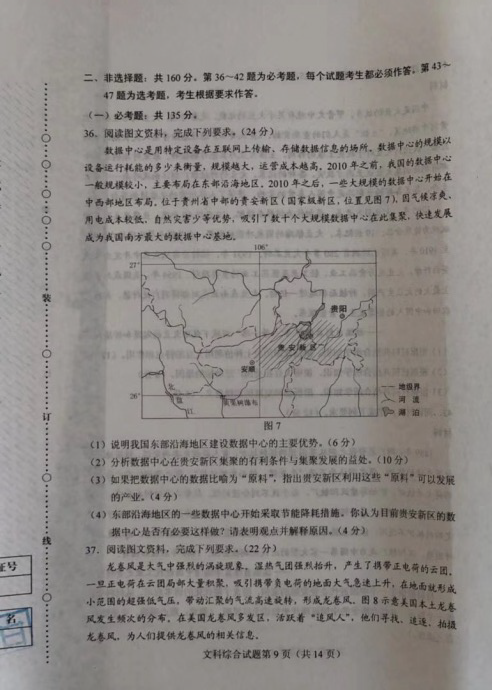 二、非选择题：共 160 分。第 36～42 题为必考题，每个试题考生都必须作答。第 43～
47 题为选考题，考生根据要求作答。
（一）必考题：共 135 分。
36．阅读图文资料，完成下列要求。（24 分）
数据中心是用特定设备在互联网上传输、存储数据信息的场所。数据中心的规模以
设备运行耗能的多少来衡量，规模越大，运营成本越高。2010 年之前，我国的数据中心
一般规模较小，主要布局在东部沿海地区。2010 年之后，一些大规模的数据中心开始在
中西部地区布局。位于贵州省中部的贵安新区（国家级新区，位置见图 7），因气候凉爽、
用电成本较低、自然灾害少等优势，吸引了数十个大规模数据中心在此集聚，快速发展
成为我国南方最大的数据中心基地。
106°
27°
贵阳
贵安新区
安顺
26°
北
盘
江
黄果树瀑布
地级界
河 流
湖 泊
图 7
（1）说明我国东部沿海地区建设数据中心的主要优势。（6 分）
（2）分析数据中心在贵安新区集聚的有利条件与集聚发展的益处。（10 分）
（3）如果把数据中心的数据比喻为“原料”，指出贵安新区利用这些“原料”可以发展
的产业。（4 分）
（4）东部沿海地区的一些数据中心开始采取节能降耗措施。你认为目前贵安新区的数
据中心是否有必要这样做？请表明观点并解释原因。（4 分）
37．阅读图文资料，完成下列要求。（22 分）
龙卷风是大气中强烈的涡旋现象。湿热气团强烈抬升，产生了携带正电荷的云团。
一旦正电荷在云团局部大量积聚，吸引携带负电荷的地面大气急速上升，在地面就形成
小范围的超强低气压，带动汇聚的气流高速旋转，形成龙卷风。图 8 示意美国本土龙卷
风发生频次的分布。在美国龙卷风多发区，活跃着“追风人”，他们寻找、追逐、拍摄
龙卷风，为人们提供龙卷风的相关信息。
文科综合试题第 9 页（共 14 页）
装
订
线
证号
名